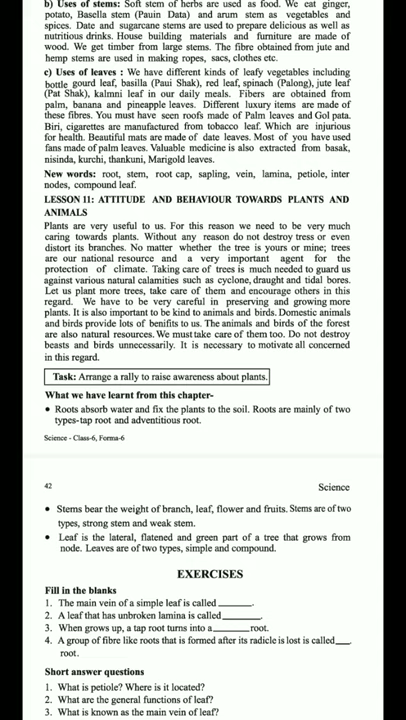 b) Uses of stems: Soft stem of herbs are used as food. We eat ginger,
potato, Basella stem (Pauin Data) and arum stem as vegetables and
spices. Date and sugarcane stems are used to prepare delicious as well as
nutritious drinks. House building materials and furniture are made of
wood. We get timber from large stems. The fibre obtained from jute and
hemp stems are used in making ropes, sacs, clothes etc.
c) Uses of leaves : We have different kinds of leafy vegetables including
bottle gourd leaf, basilla (Paui Shak), red leaf, spinach (Palong), jute leaf
(Pat Shak), kalmni leaf in our daily meals. Fibers are obtained from
palm, banana and pineapple leaves. Different luxury items are made of
these fibres. You must have seen roofs made of Palm leaves and Gol pata.
Biri, cigarettes are manufactured from tobacco leaf. Which are injurious
for health. Beautiful mats are made of date leaves. Most of you have used
fans made of palm leaves. Valuable medicine is also extracted from basak,
nisinda, kurchi, thankuni, Marigold leaves.
New words: root, stem, root cap, sapling, vein, lamina, petiole, inter
nodes, compound leaf.
LESSON 11: ATTITUDE AND BEHAVIOUR TOWARDS PLANTS AND
ANIMALS
Plants are very useful to us. For this reason we need to be very much
caring towards plants. Without any reason do not destroy tress or even
distort its branches. No matter whether the tree is yours or mine; trees
are our national resource and a very important agent for the
protection of climate. Taking care of trees is much needed to guard us
against various natural calamities such as cyclone, draught and tidal bores.
Let us plant more trees, take care of them and encourage others in this
regard. We have to be very careful in preserving and growing more
plants. It is also important to be kind to animals and birds. Domestic animals
and birds provide lots of benifits to us. The animals and birds of the forest
are also natural resources. We must take care of them too. Do not destroy
beasts and birds unnecessarily. It is necessary to motivate all concerned
in this regard.
Task: Arrange a rally to raise awareness about plants.
What we have learnt from this chapter-
• Roots absorb water and fix the plants to the soil. Roots are mainly of two
types-tap root and adventitious root.
Science - Class-6, Forma-6
42 Science
• Stems bear the weight of branch, leaf, flower and fruits. Stems are of two
types, strong stem and weak stem.
• Leaf is the lateral, flatened and green part of a tree that grows from
node. Leaves are of two types, simple and compound.
EXERCISES
Fill in the blanks
1. The main vein of a simple leaf is called ______.
2. A leaf that has unbroken lamina is called______.
3. When grows up, a tap root turns into a______root.
4. A group of fibre like roots that is formed after its radicle is lost is called___
root.
Short answer questions
1. What is petiole? Where is it located?
2. What are the general functions of leaf?
3. What is known as the main vein of leaf?